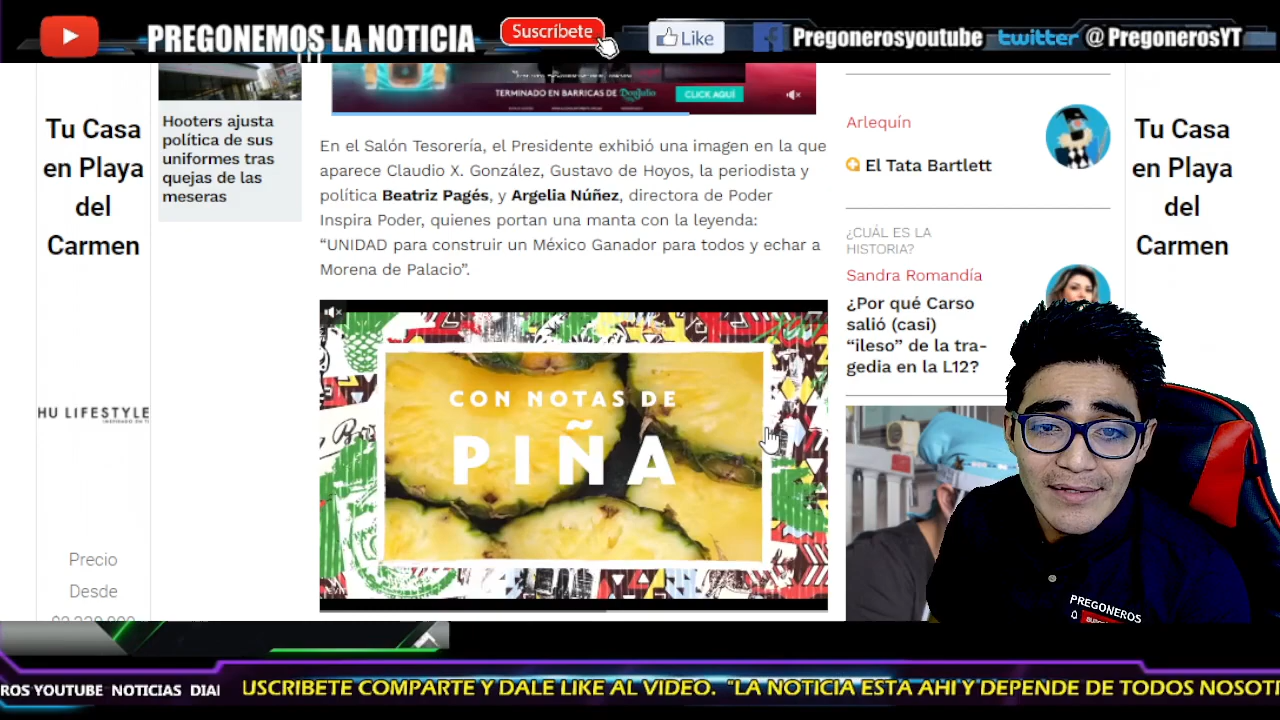 PREGONEMOS LA NOTICIA
Suscríbete
Like
Pregonerosyoutube
twitter
@ PregonerosYT
Tu Casa
en Playa
del
Carmen
HU LIFESTYLE
Precio
Desde
Hooters ajusta
política de sus
uniformes tras
quejas de las
meseras
TERMINADO EN BARRICAS DE DonJulio
CLICK AQUÍ
En el Salón Tesorería, el Presidente exhibió una imagen en la que
aparece Claudio X. González, Gustavo de Hoyos, la periodista y
política Beatriz Pagés, y Argelia Núñez, directora de Poder
Inspira Poder, quienes portan una manta con la leyenda:
“UNIDAD para construir un México Ganador para todos y echar a
Morena de Palacio”.
CON NOTAS DE
PIÑA
Arlequín
El Tata Bartlett
¿CUÁL ES LA
HISTORIA?
Sandra Romandía
¿Por qué Carso
salió (casi)
“ileso” de la tra-
gedia en la L12?
Tu Casa
en Playa
del
Carmen
PREGONEROS
ROS YOUTUBE NOTICIAS DIA
USCRIBETE COMPARTE Y DALE LIKE AL VIDEO. "LA NOTICIA ESTA AHI Y DEPENDE DE TODOS NOSOT